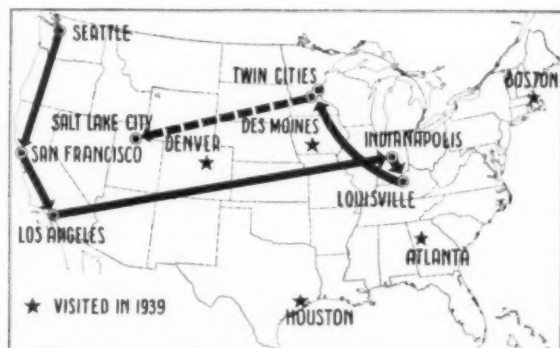 SEATTLE
TWIN CITIES
BOSTON
SALT LAKE CITY
DES MOINES
DENVER
INDIANAPOLIS
SAN FRANCISCO
LOUISVILLE
LOS ANGELES
ATLANTA
VISITED IN 1939
HOUSTON